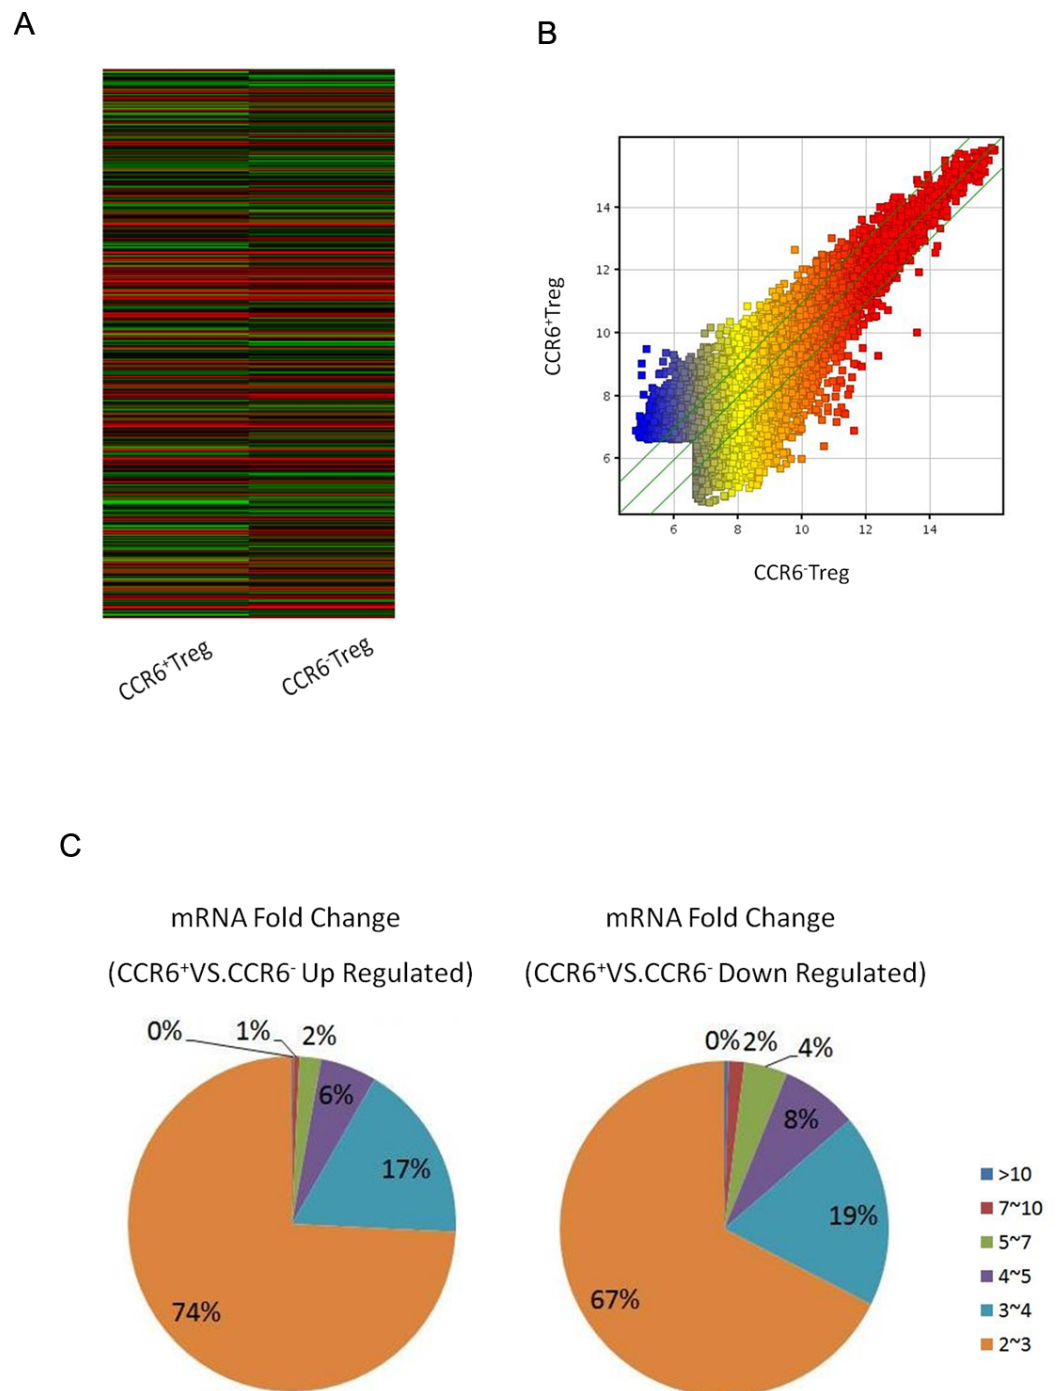 A
B
CCR6⁺Treg
CCR6⁻Treg
14
12
10
8
6
6
8
10
12
14
CCR6⁺Treg
CCR6⁻Treg
C
mRNA Fold Change
(CCR6⁺VS.CCR6⁻ Up Regulated)
0%
1%
2%
6%
17%
74%
mRNA Fold Change
(CCR6⁺VS.CCR6⁻ Down Regulated)
0%
2%
4%
8%
19%
67%
>10
7~10
5~7
4~5
3~4
2~3